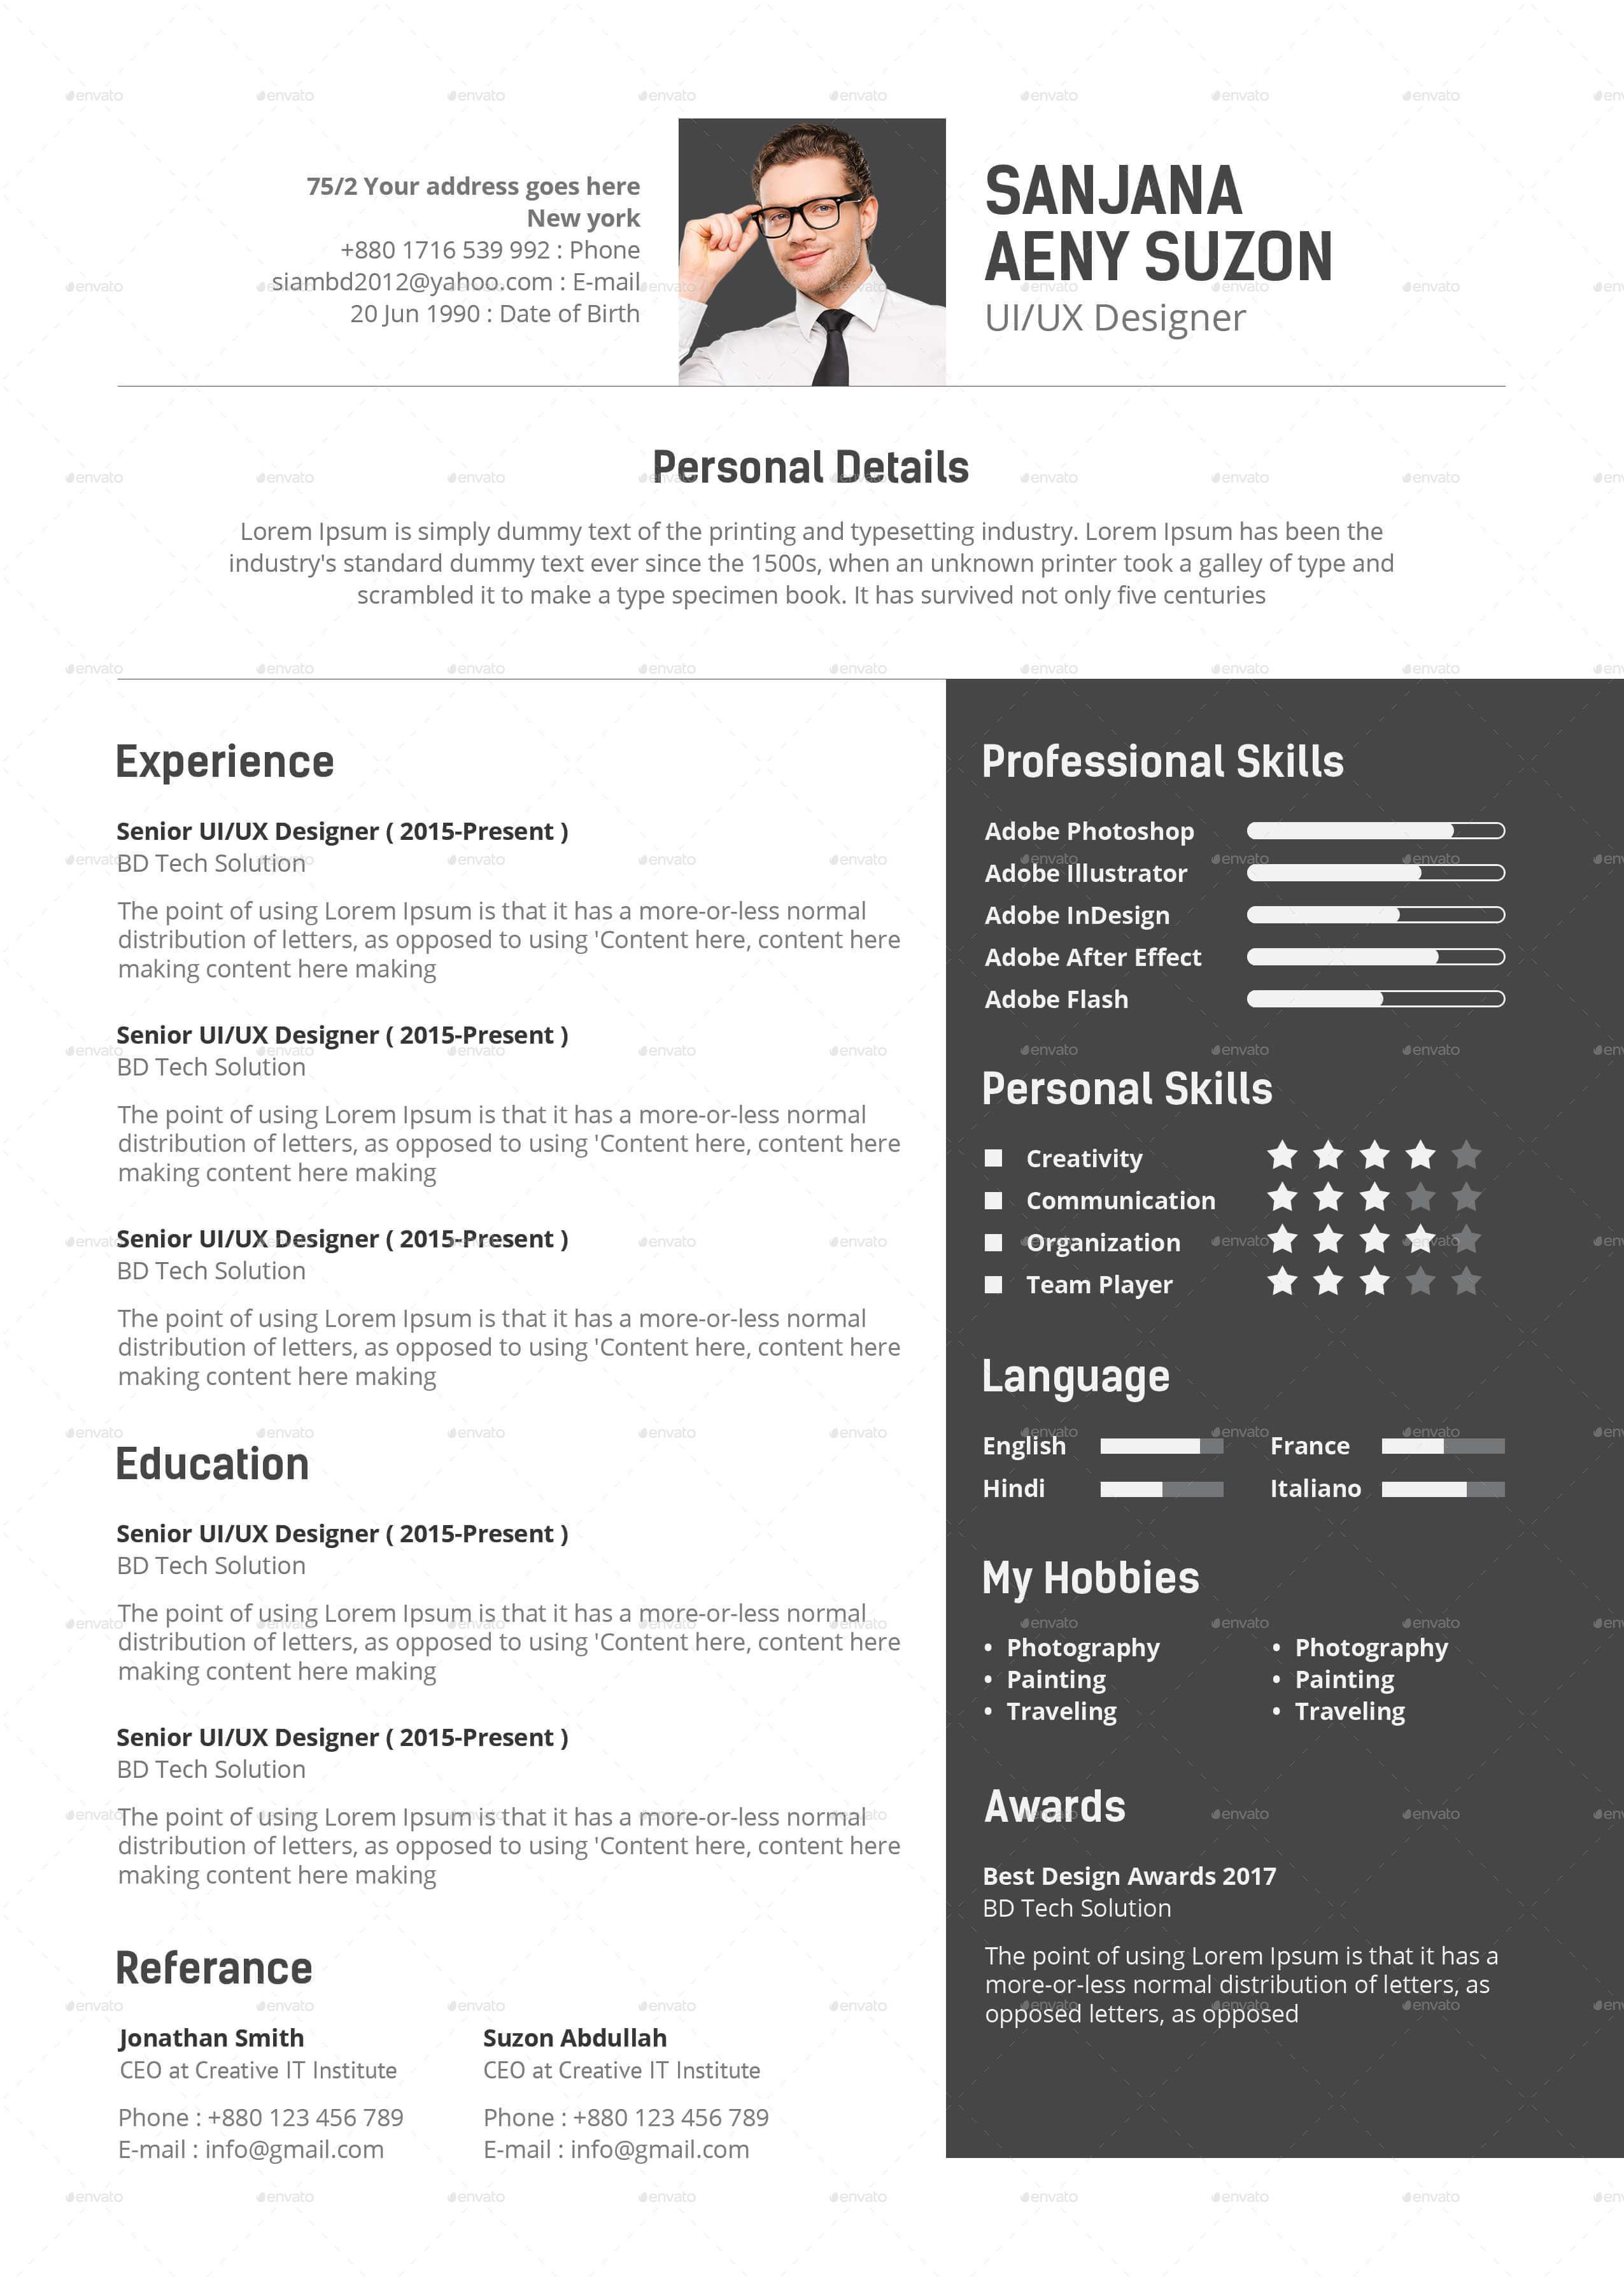 75/2 Your address goes here
New york
+880 1716 539 992 : Phone
siambd2012@yahoo.com : E-mail
20 Jun 1990 : Date of Birth
SANJANA
AENY SUZON
UI/UX Designer
Personal Details
Lorem Ipsum is simply dummy text of the printing and typesetting industry. Lorem Ipsum has been the
industry's standard dummy text ever since the 1500s, when an unknown printer took a galley of type and
scrambled it to make a type specimen book. It has survived not only five centuries
Experience
Senior UI/UX Designer ( 2015-Present )
BD Tech Solution
The point of using Lorem Ipsum is that it has a more-or-less normal
distribution of letters, as opposed to using 'Content here, content here
making content here making
Senior UI/UX Designer ( 2015-Present )
BD Tech Solution
The point of using Lorem Ipsum is that it has a more-or-less normal
distribution of letters, as opposed to using 'Content here, content here
making content here making
Senior UI/UX Designer ( 2015-Present )
BD Tech Solution
The point of using Lorem Ipsum is that it has a more-or-less normal
distribution of letters, as opposed to using 'Content here, content here
making content here making
Education
Senior UI/UX Designer ( 2015-Present )
BD Tech Solution
The point of using Lorem Ipsum is that it has a more-or-less normal
distribution of letters, as opposed to using 'Content here, content here
making content here making
Senior UI/UX Designer ( 2015-Present )
BD Tech Solution
The point of using Lorem Ipsum is that it has a more-or-less normal
distribution of letters, as opposed to using 'Content here, content here
making content here making
Referance
Jonathan Smith
CEO at Creative IT Institute
Phone : +880 123 456 789
E-mail : info@gmail.com
Suzon Abdullah
CEO at Creative IT Institute
Phone : +880 123 456 789
E-mail : info@gmail.com
Professional Skills
Adobe Photoshop
Adobe Illustrator
Adobe InDesign
Adobe After Effect
Adobe Flash
Personal Skills
Creativity
Communication
Organization
Team Player
Language
English
France
Hindi
Italiano
My Hobbies
• Photography
• Painting
• Traveling
• Photography
• Painting
• Traveling
Awards
Best Design Awards 2017
BD Tech Solution
The point of using Lorem Ipsum is that it has a
more-or-less normal distribution of letters, as
opposed letters, as opposed
envato